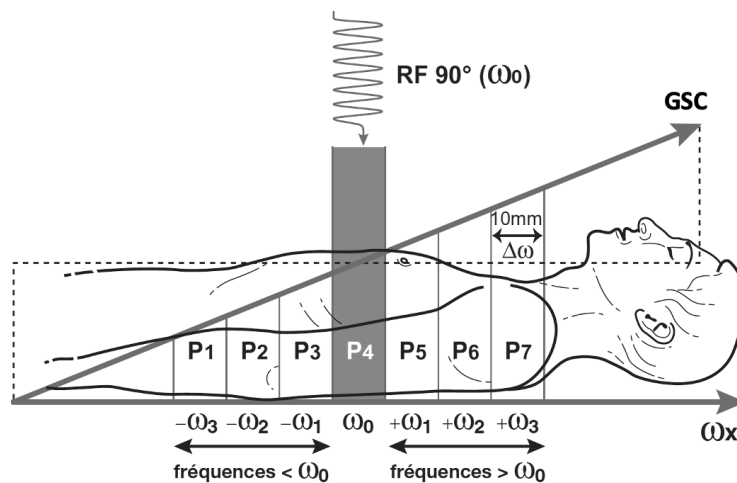 RF 90° (ω₀)
GSC
10mm
Δω
P1 P2 P3 P4 P5 P6 P7
-ω₃ -ω₂ -ω₁ ω₀ +ω₁ +ω₂ +ω₃
ωx
fréquences < ω₀ fréquences > ω₀